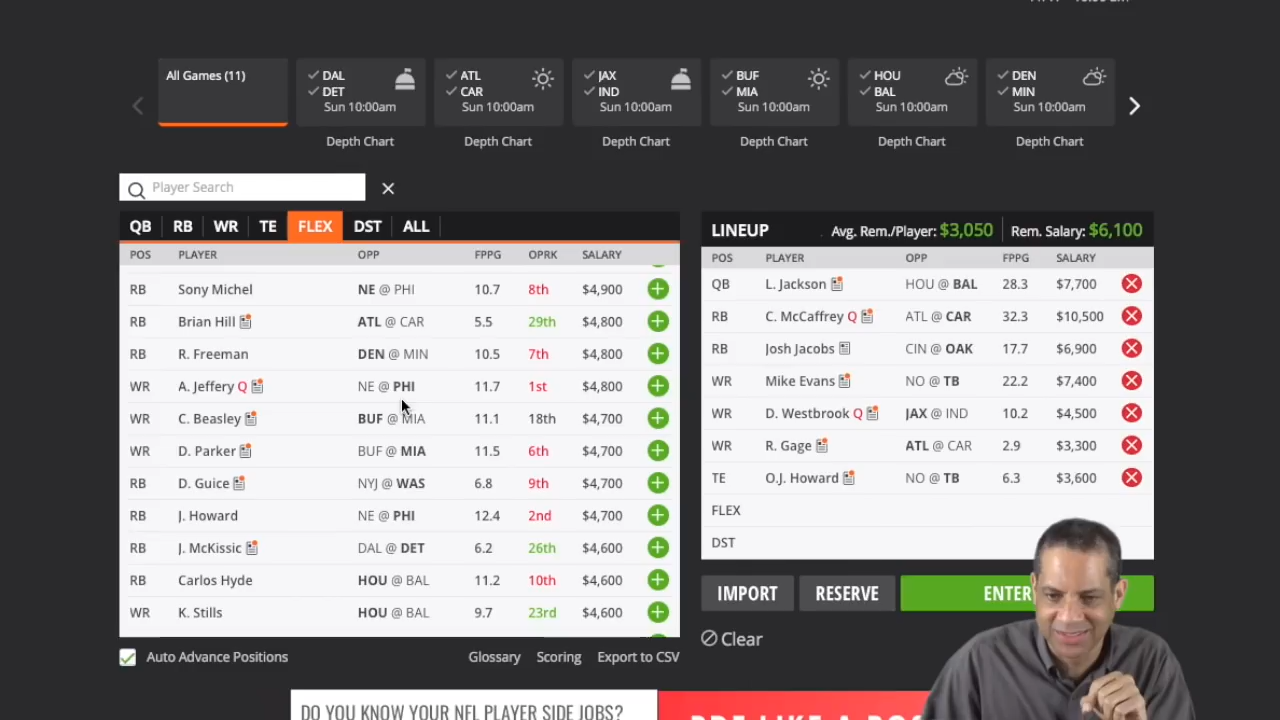 All Games (11)
DAL
DET
Sun 10:00am
Depth Chart
ATL
CAR
Sun 10:00am
Depth Chart
JAX
IND
Sun 10:00am
Depth Chart
BUF
MIA
Sun 10:00am
Depth Chart
HOU
BAL
Sun 10:00am
Depth Chart
DEN
MIN
Sun 10:00am
Depth Chart
Player Search
QB RB WR TE FLEX DST ALL
POS PLAYER OPP FPPG OPRK SALARY
RB Sony Michel NE @ PHI 10.7 8th $4,900
RB Brian Hill ATL @ CAR 5.5 29th $4,800
RB R. Freeman DEN @ MIN 10.5 7th $4,800
WR A. Jeffery Q NE @ PHI 11.7 1st $4,800
WR C. Beasley BUF @ MIA 11.1 18th $4,700
WR D. Parker BUF @ MIA 11.5 6th $4,700
RB D. Guice NYJ @ WAS 6.8 9th $4,700
RB J. Howard NE @ PHI 12.4 2nd $4,700
RB J. McKissic DAL @ DET 6.2 26th $4,600
RB Carlos Hyde HOU @ BAL 11.2 10th $4,600
WR K. Stills HOU @ BAL 9.7 23rd $4,600
Auto Advance Positions Glossary Scoring Export to CSV
LINEUP Avg. Rem./Player: $3,050 Rem. Salary: $6,100
POS PLAYER OPP FPPG SALARY
QB L. Jackson HOU @ BAL 28.3 $7,700
RB C. McCaffrey Q ATL @ CAR 32.3 $10,500
RB Josh Jacobs CIN @ OAK 17.7 $6,900
WR Mike Evans NO @ TB 22.2 $7,400
WR D. Westbrook Q JAX @ IND 10.2 $4,500
WR R. Gage ATL @ CAR 2.9 $3,300
TE O.J. Howard NO @ TB 6.3 $3,600
FLEX
DST
IMPORT RESERVE ENTER
Clear
DO YOU KNOW YOUR NFL PLAYER SIDE JOBS?